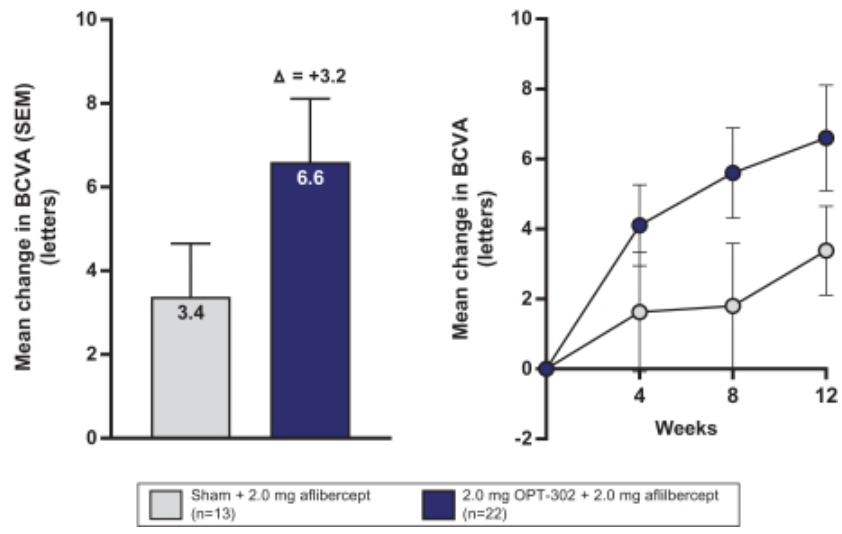 Mean change in BCVA (SEM)
(letters)
10
8
6
4
2
0
Δ = +3.2
3.4
6.6
Mean change in BCVA
(letters)
10
8
6
4
2
0
-2
4
8
12
Weeks
Sham + 2.0 mg aflibercept
(n=13)
2.0 mg OPT-302 + 2.0 mg aflilbercept
(n=22)